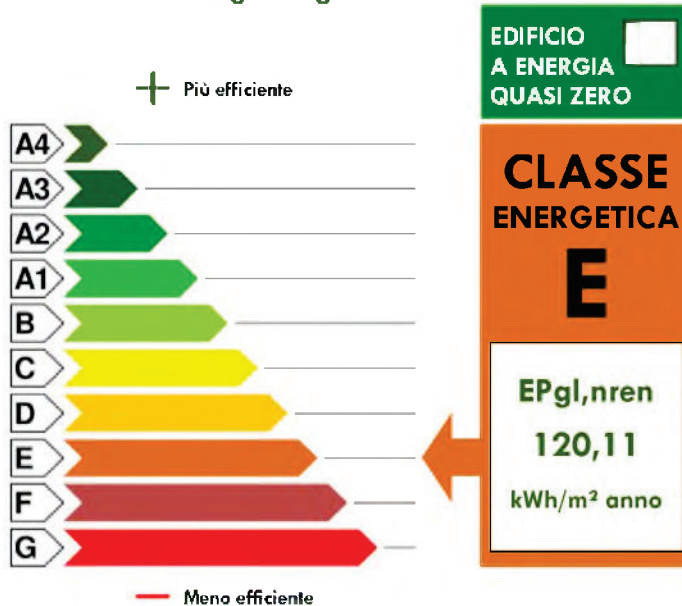 EDIFICIO
A ENERGIA
QUASI ZERO
Più efficiente
A4
A3
A2
A1
B
C
D
E
F
G
Meno efficiente
CLASSE
ENERGETICA
E
EPgl,nren
120,11
kWh/m² anno